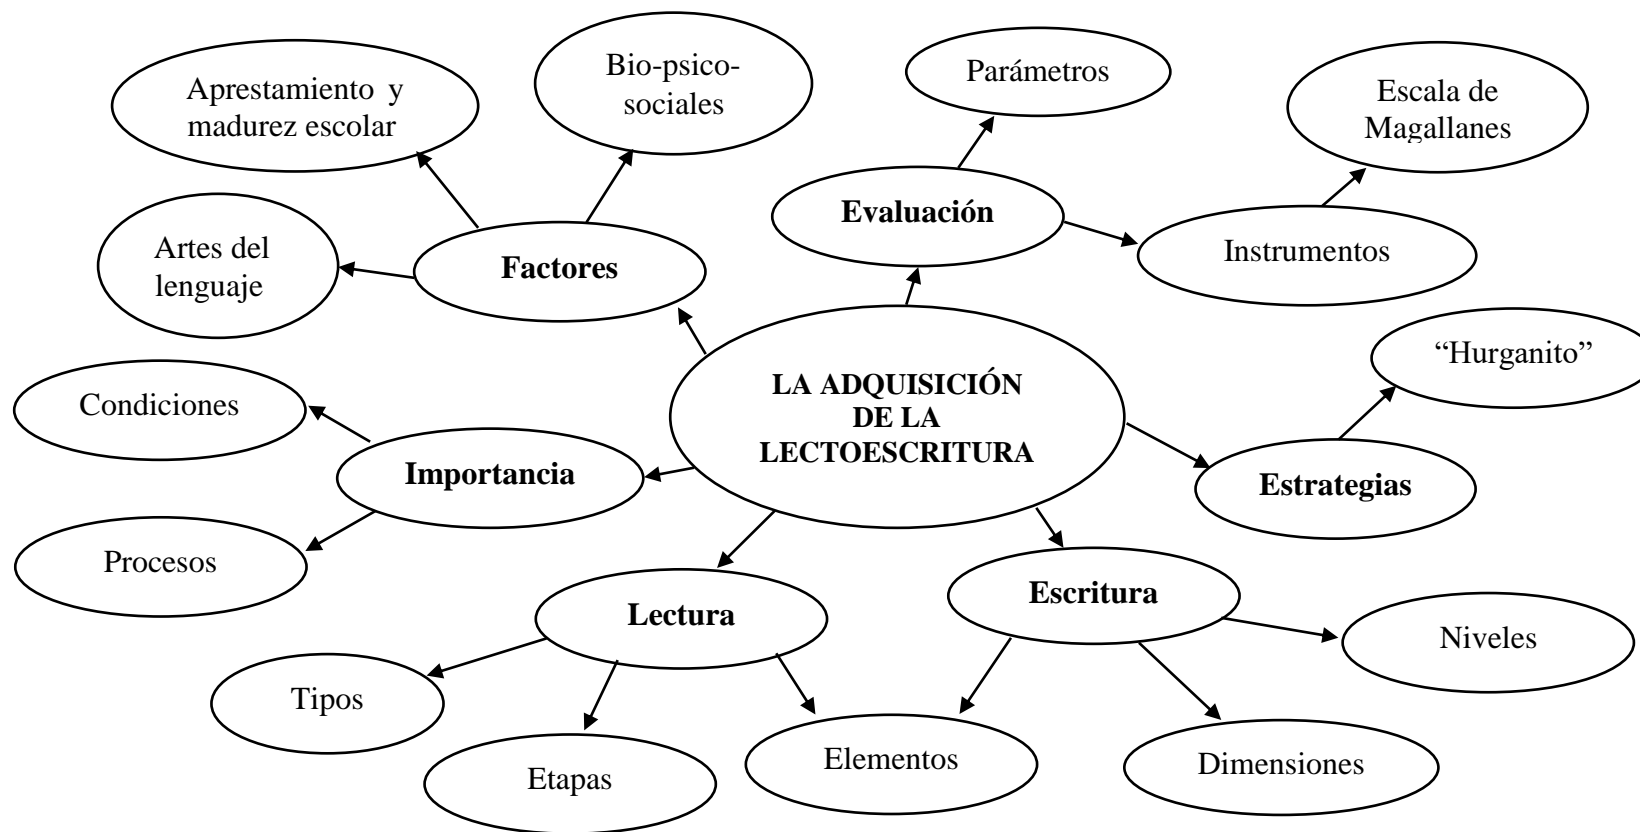 Aprestamiento y
madurez escolar
Bio-psico-
sociales
Parámetros
Escala de
Magallanes
Artes del
lenguaje
Factores
Evaluación
Instrumentos
“Hurganito”
LA ADQUISICIÓN
DE LA
LECTOESCRITURA
Condiciones
Importancia
Estrategias
Procesos
Lectura
Escritura
Niveles
Tipos
Etapas
Elementos
Dimensiones